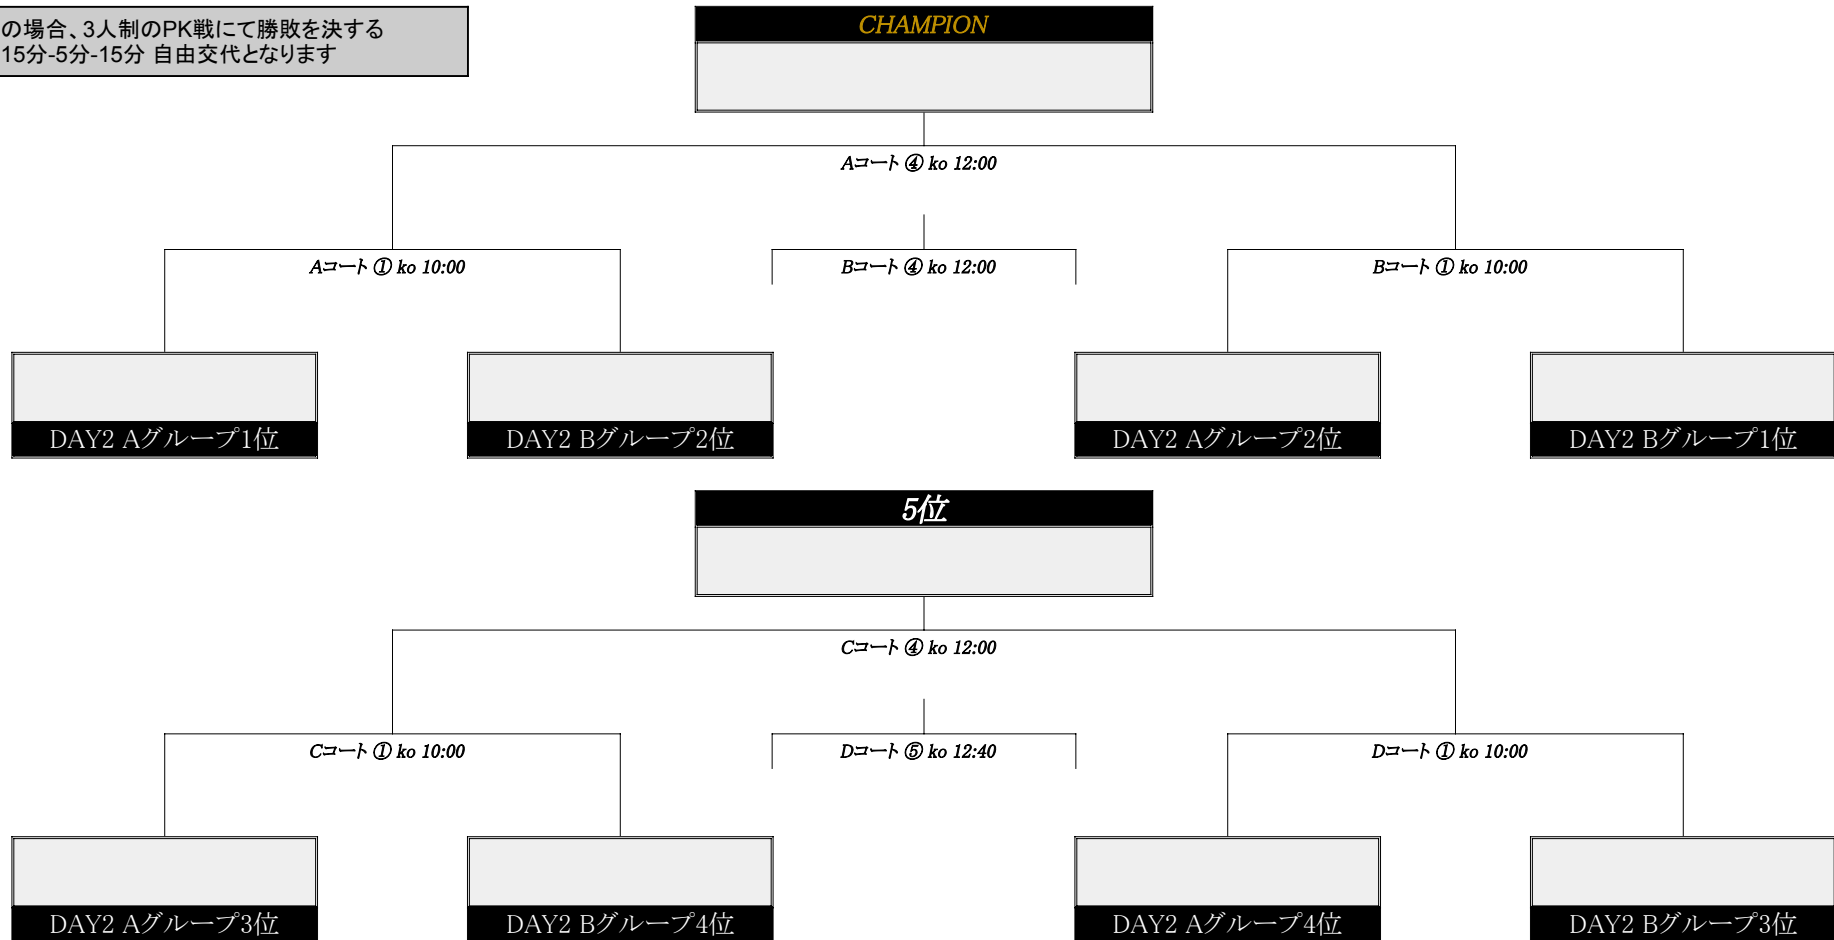 の場合、3人制のPK戦にて勝敗を決する
15分-5分-15分 自由交代となります
CHAMPION
Aコート ④ ko 12:00
Aコート ① ko 10:00
Bコート ④ ko 12:00
Bコート ① ko 10:00
DAY2 Aグループ1位
DAY2 Bグループ2位
DAY2 Aグループ2位
DAY2 Bグループ1位
5位
Cコート ④ ko 12:00
Cコート ① ko 10:00
Dコート ⑤ ko 12:40
Dコート ① ko 10:00
DAY2 Aグループ3位
DAY2 Bグループ4位
DAY2 Aグループ4位
DAY2 Bグループ3位